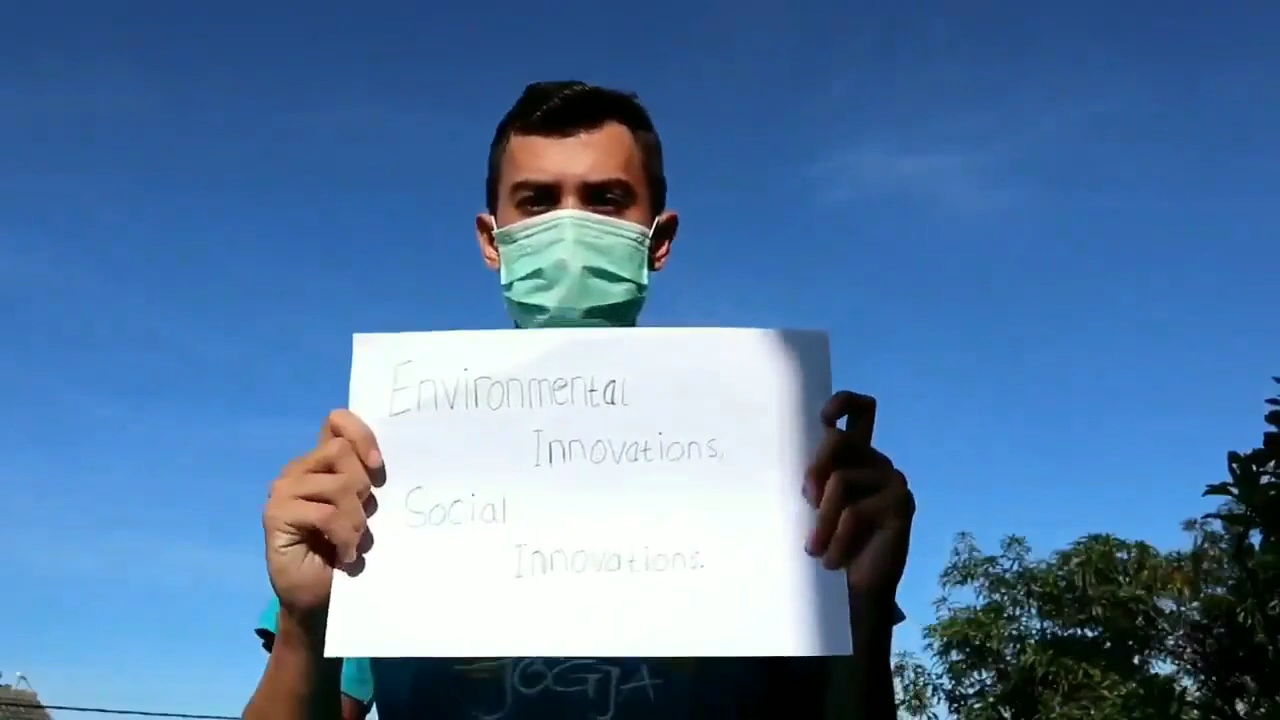 Environmental
Innovations,
Social
Innovations.
JOGJA